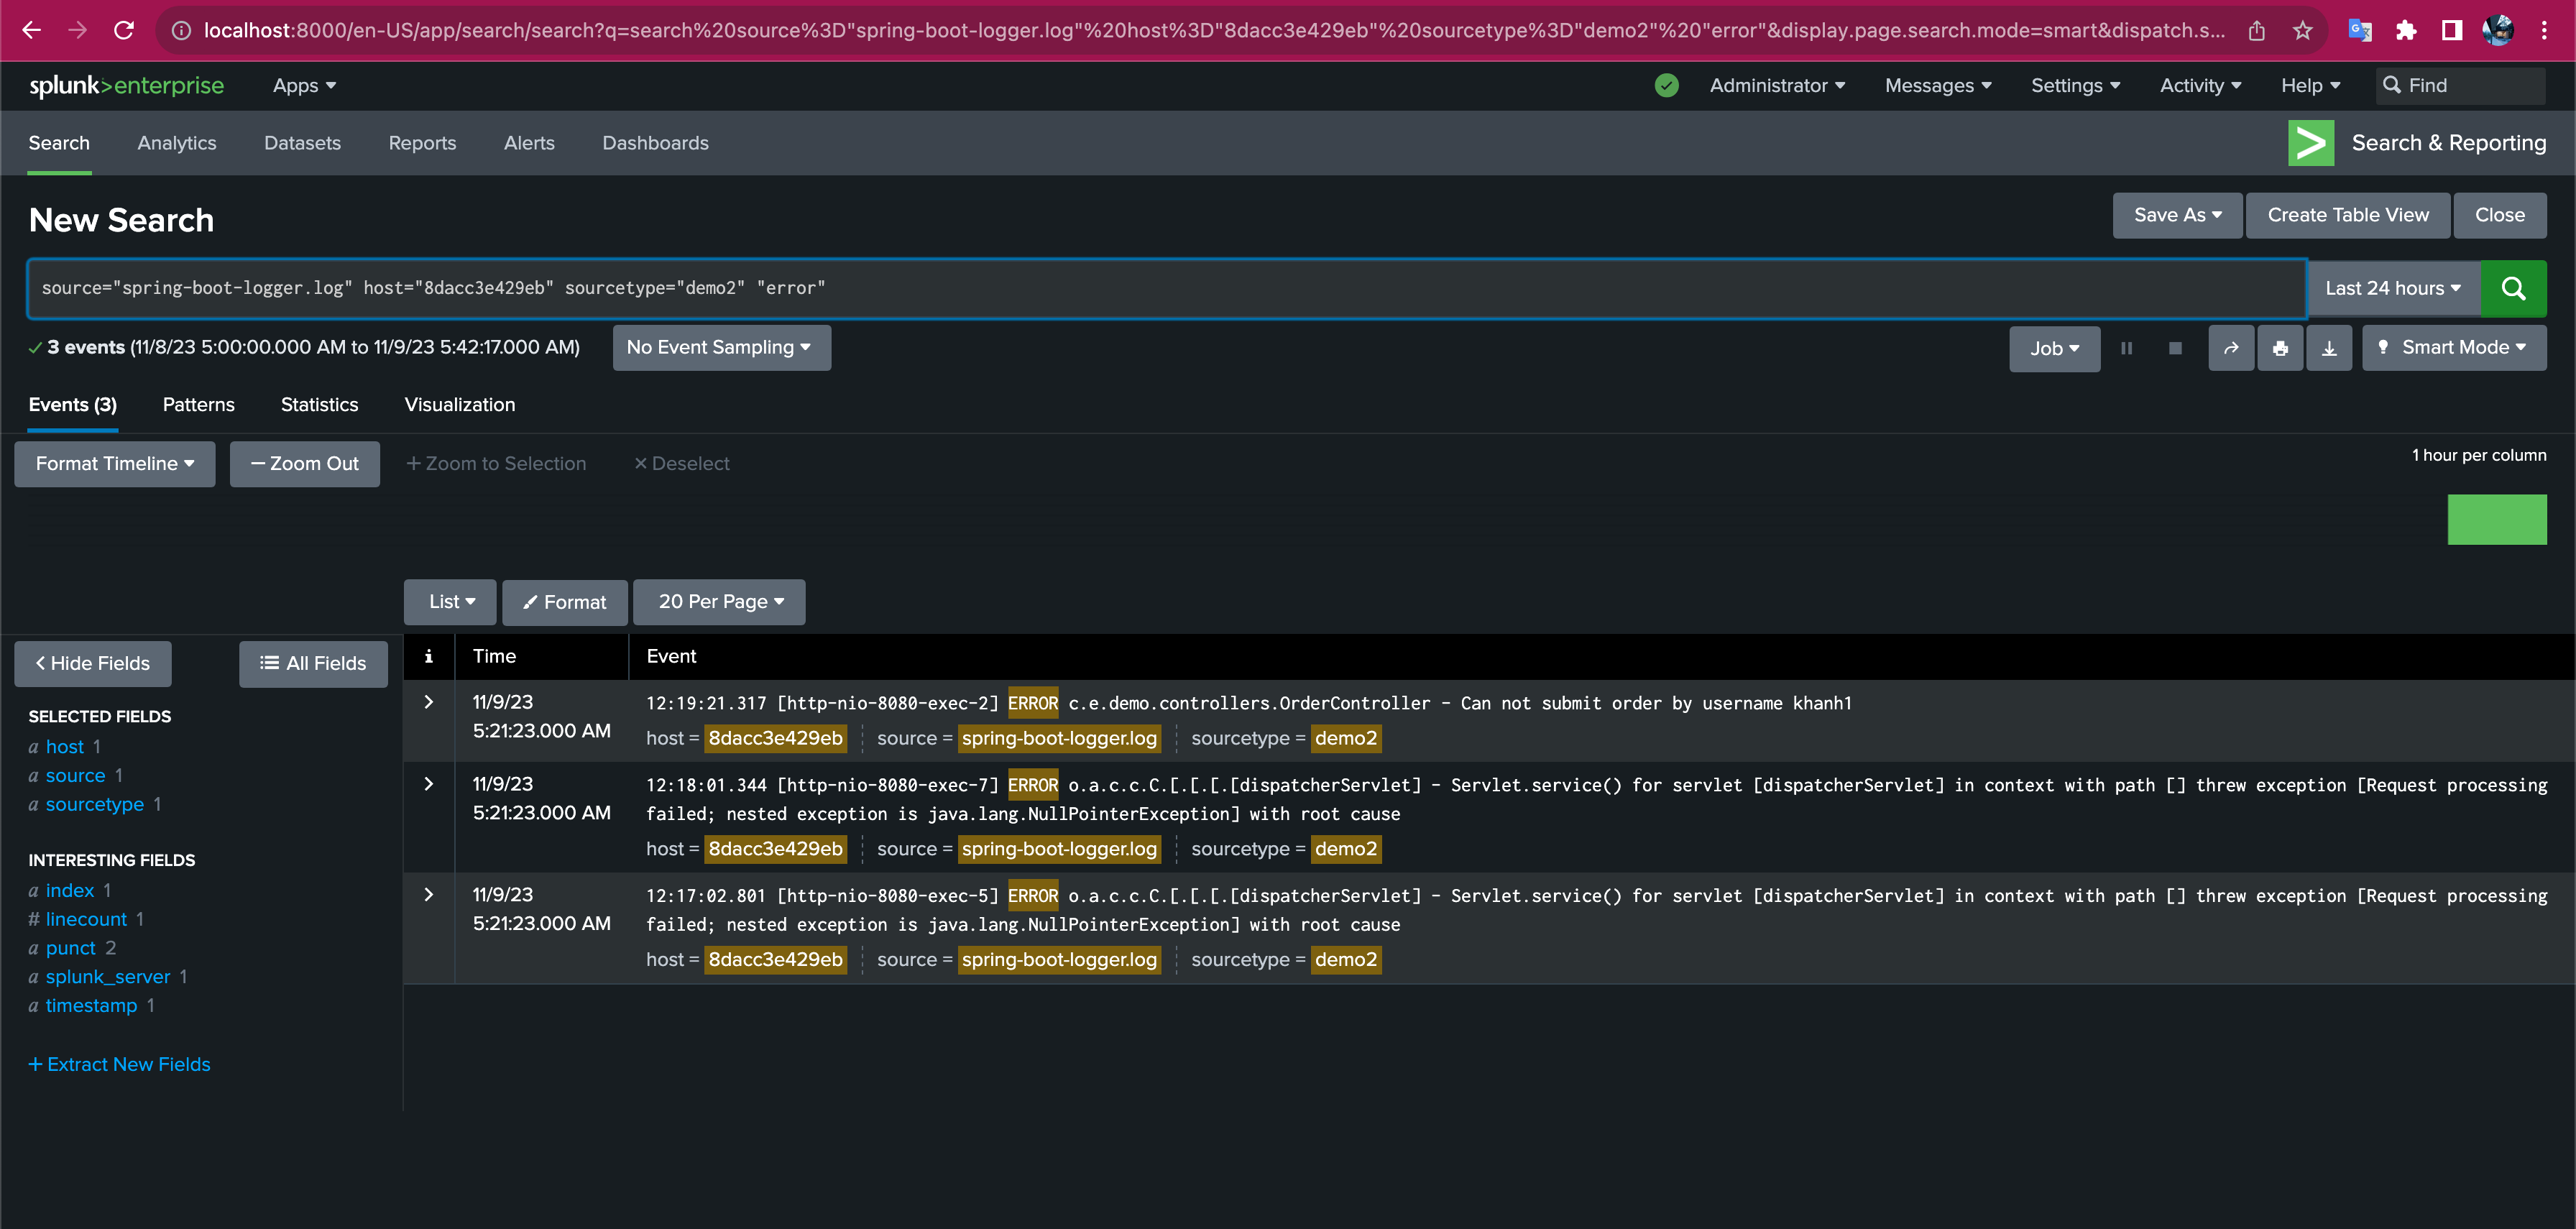 localhost:8000/en-US/app/search/search?q=search%20source%3D"spring-boot-logger.log"%20host%3D"8dacc3e429eb"%20sourcetype%3D"demo2"%20"error"&display.page.search.mode=smart&dispatch.s...
splunk>enterprise Apps Administrator Messages Settings Activity Help Find
Search Analytics Datasets Reports Alerts Dashboards Search & Reporting
New Search Save As Create Table View Close
source="spring-boot-logger.log" host="8dacc3e429eb" sourcetype="demo2" "error" Last 24 hours
3 events (11/8/23 5:00:00.000 AM to 11/9/23 5:42:17.000 AM) No Event Sampling Job Smart Mode
Events (3) Patterns Statistics Visualization
Format Timeline – Zoom Out + Zoom to Selection × Deselect 1 hour per column
List Format 20 Per Page
< Hide Fields All Fields
SELECTED FIELDS
a host 1
a source 1
a sourcetype 1
INTERESTING FIELDS
a index 1
# linecount 1
a punct 2
a splunk_server 1
a timestamp 1
+ Extract New Fields
i Time Event
11/9/23
5:21:23.000 AM
12:19:21.317 [http-nio-8080-exec-2] ERROR c.e.demo.controllers.OrderController - Can not submit order by username khanh1
host = 8dacc3e429eb source = spring-boot-logger.log sourcetype = demo2
11/9/23
5:21:23.000 AM
12:18:01.344 [http-nio-8080-exec-7] ERROR o.a.c.c.C.[.[.[.[dispatcherServlet] - Servlet.service() for servlet [dispatcherServlet] in context with path [] threw exception [Request processing
failed; nested exception is java.lang.NullPointerException] with root cause
host = 8dacc3e429eb source = spring-boot-logger.log sourcetype = demo2
11/9/23
5:21:23.000 AM
12:17:02.801 [http-nio-8080-exec-5] ERROR o.a.c.c.C.[.[.[.[dispatcherServlet] - Servlet.service() for servlet [dispatcherServlet] in context with path [] threw exception [Request processing
failed; nested exception is java.lang.NullPointerException] with root cause
host = 8dacc3e429eb source = spring-boot-logger.log sourcetype = demo2